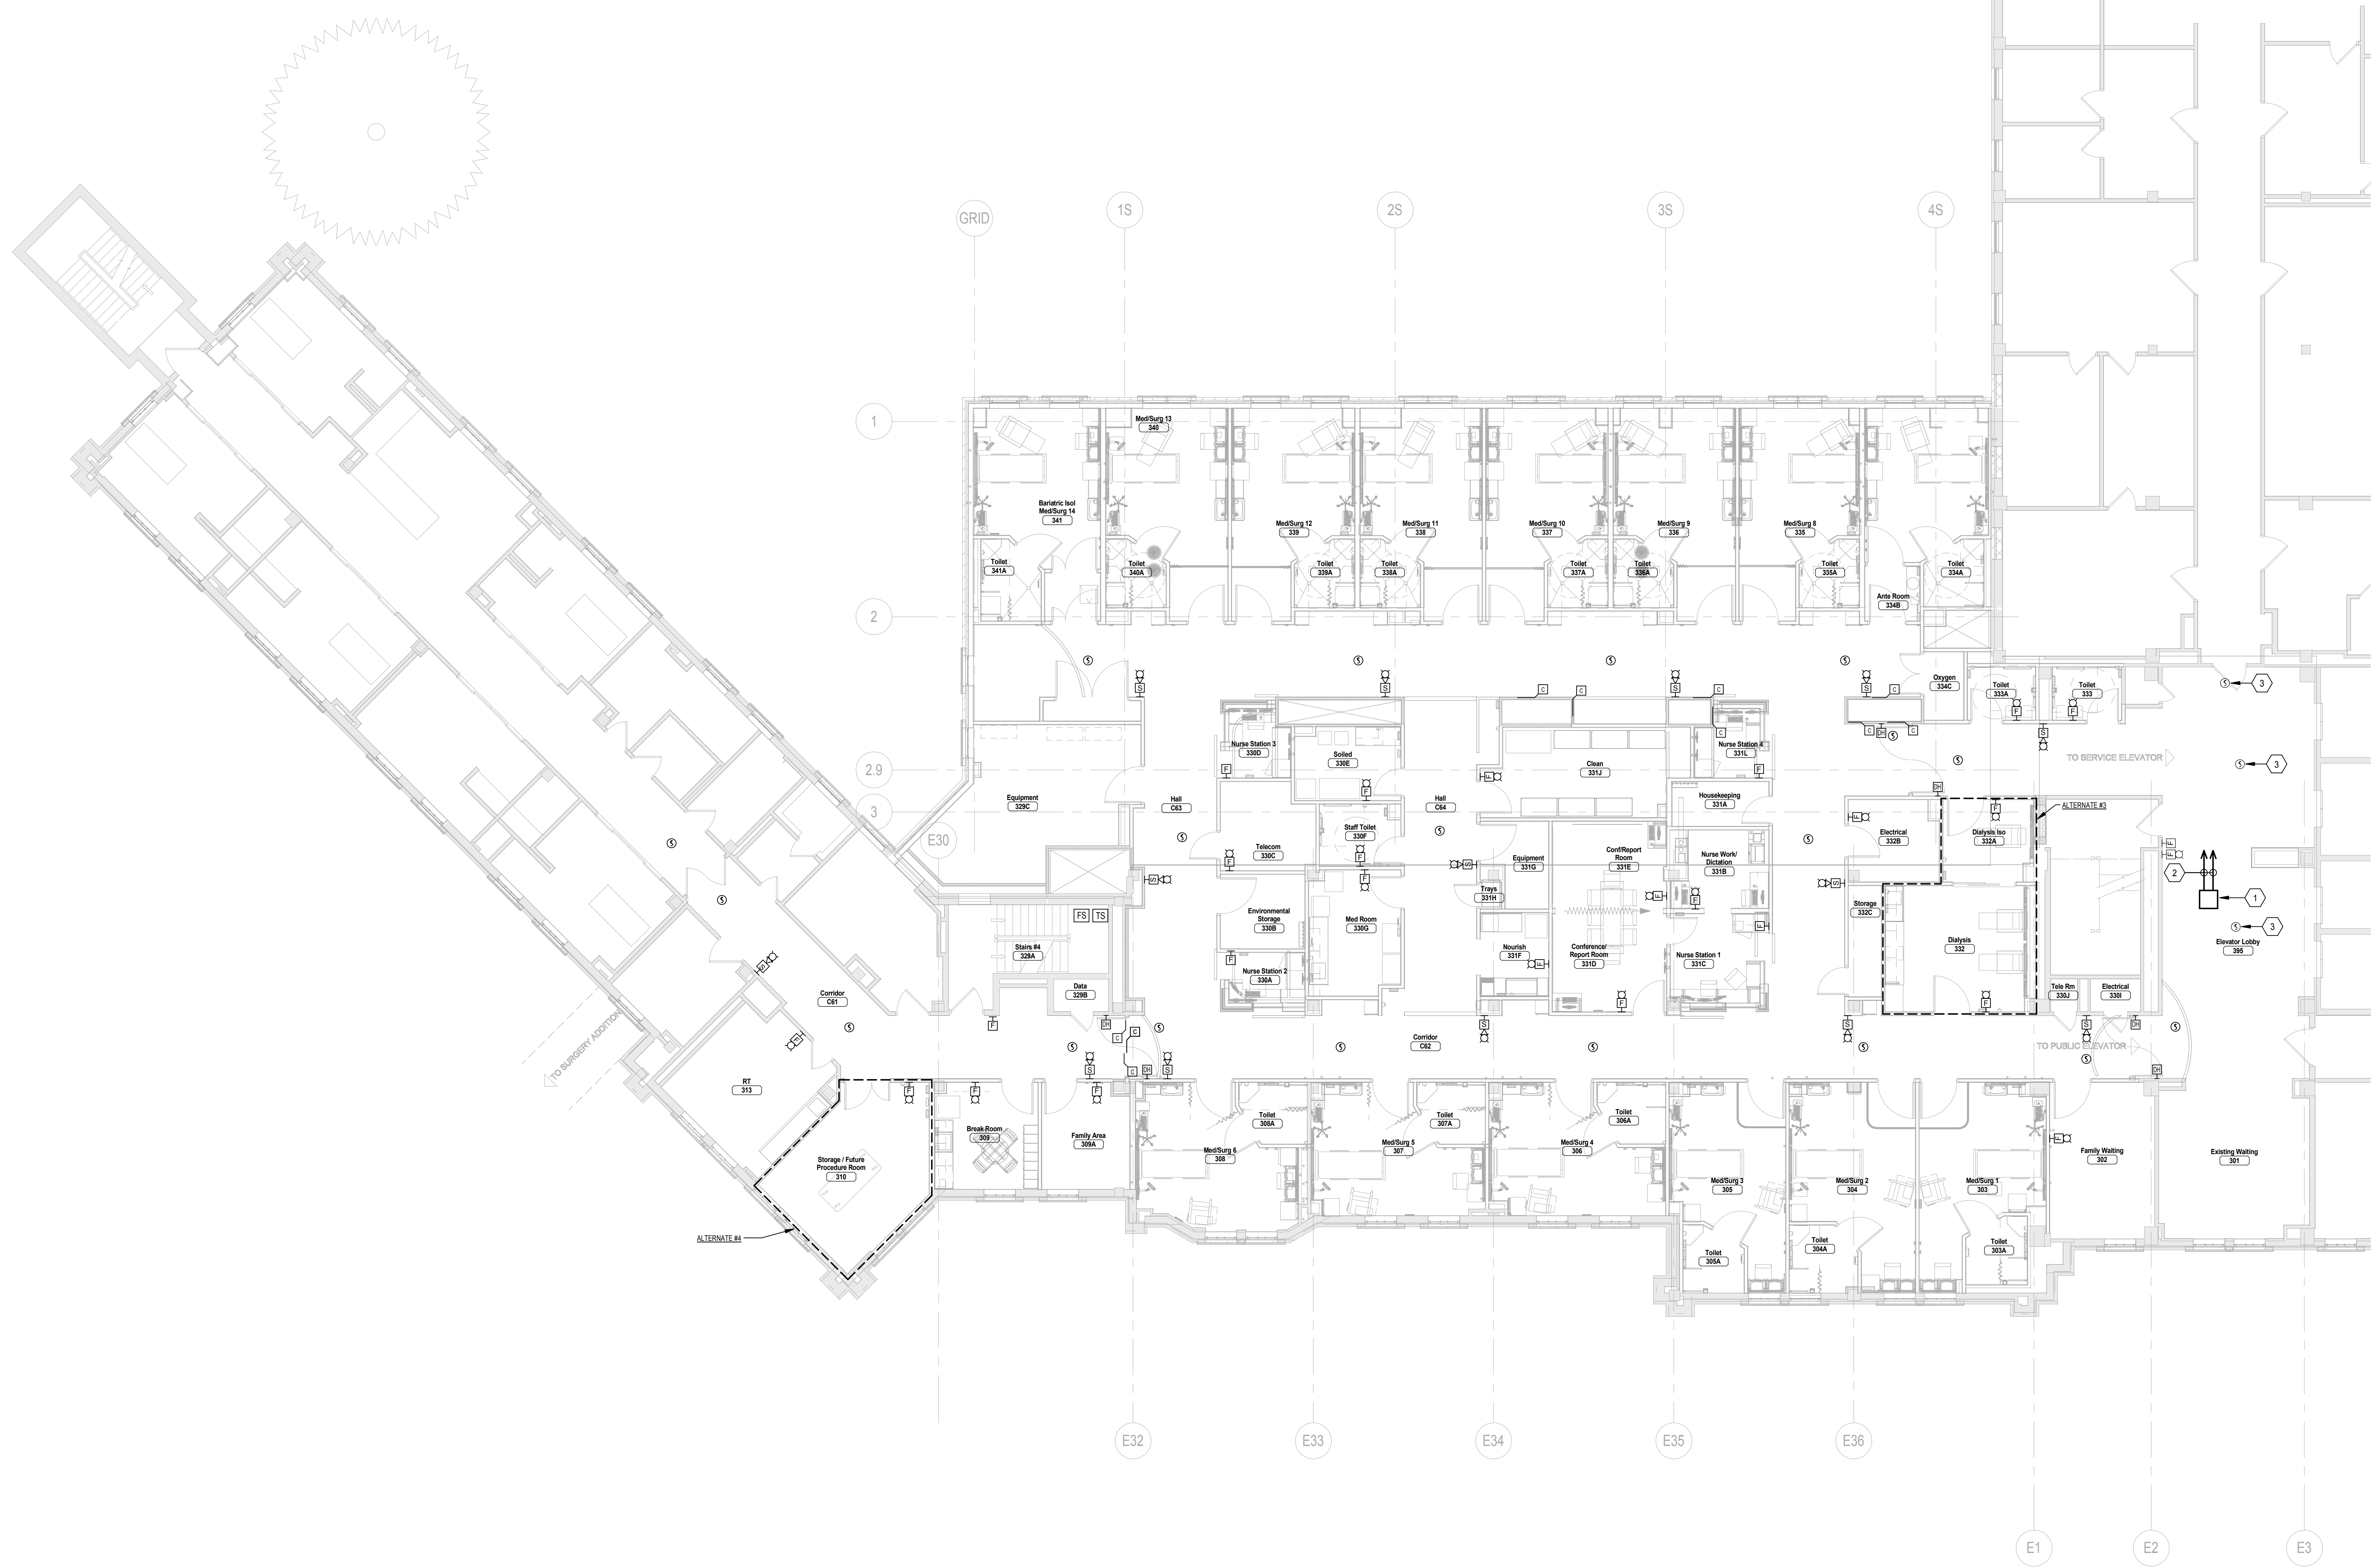 GRID
1S
2S
3S
4S
1
2
2.9
3
E30
Med/Surg 13
340
Bariatric Isol
Med/Surg 14
341
Med/Surg 12
339
Med/Surg 11
338
Med/Surg 10
337
Med/Surg 9
336
Med/Surg 8
335
Toilet
341A
Toilet
340A
Toilet
339A
Toilet
338A
Toilet
337A
Toilet
336A
Toilet
335A
Toilet
334A
Ante Room
334B
Oxygen
334C
Toilet
333A
Toilet
333
S
S
S
S
C
C
C
C
C
C
C
DH
F
F
S
3
TO SERVICE ELEVATOR
3
Nurse Station 3
330D
Soiled
330E
Clean
331J
Nurse Station 4
331L
F
F
F
F
DH
Equipment
329C
Hall
C63
Hall
C64
Housekeeping
331A
ALTERNATE #3
F
F
Staff Toilet
330F
Electrical
332B
Dialysis Iso
332A
Telecom
330C
F
F
F
S
S
Equipment
331G
Conf/Report
Room
331E
Nurse Work/
Dictation
331B
S
F
F
2
1
Trays
331H
F
F
F
FS
TS
Environmental
Storage
330B
Med Room
330G
Storage
332C
3
Stairs #4
329A
Nourish
331F
Conference/
Report Room
331D
Nurse Station 1
331C
Dialysis
332
Elevator Lobby
395
F
F
Nurse Station 2
330A
Data
329B
Corridor
C61
S
F
F
F
F
Tele Rm
330J
Electrical
330I
DH
C
C
C
DH
S
S
S
S
S
DH
DH
Corridor
C62
TO PUBLIC ELEVATOR
TO SURGERY ADDITION
RT
313
F
F
F
Storage / Future
Procedure Room
310
Break Room
309
Family Area
309A
Toilet
308A
Med/Surg 6
308
Toilet
307A
Med/Surg 5
307
Toilet
306A
Med/Surg 4
306
Med/Surg 3
305
Med/Surg 2
304
Med/Surg 1
303
F
Family Waiting
302
Existing Waiting
301
ALTERNATE #4
Toilet
305A
Toilet
304A
Toilet
303A
E32
E33
E34
E35
E36
E1
E2
E3